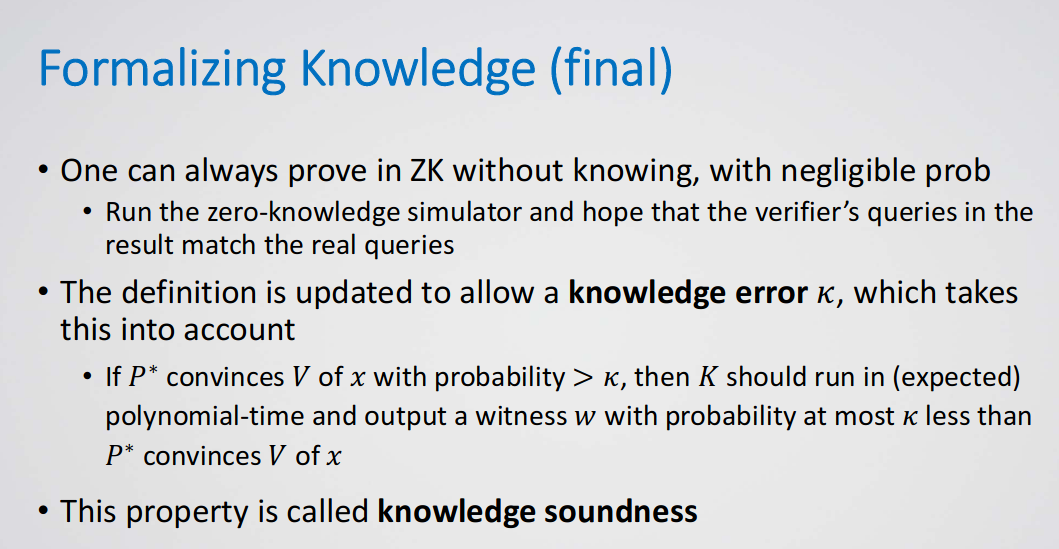 Formalizing Knowledge (final)
• One can always prove in ZK without knowing, with negligible prob
• Run the zero-knowledge simulator and hope that the verifier's queries in the
result match the real queries
• The definition is updated to allow a knowledge error κ, which takes
this into account
• If P* convinces V of x with probability > κ, then K should run in (expected)
polynomial-time and output a witness w with probability at most κ less than
P* convinces V of x
• This property is called knowledge soundness